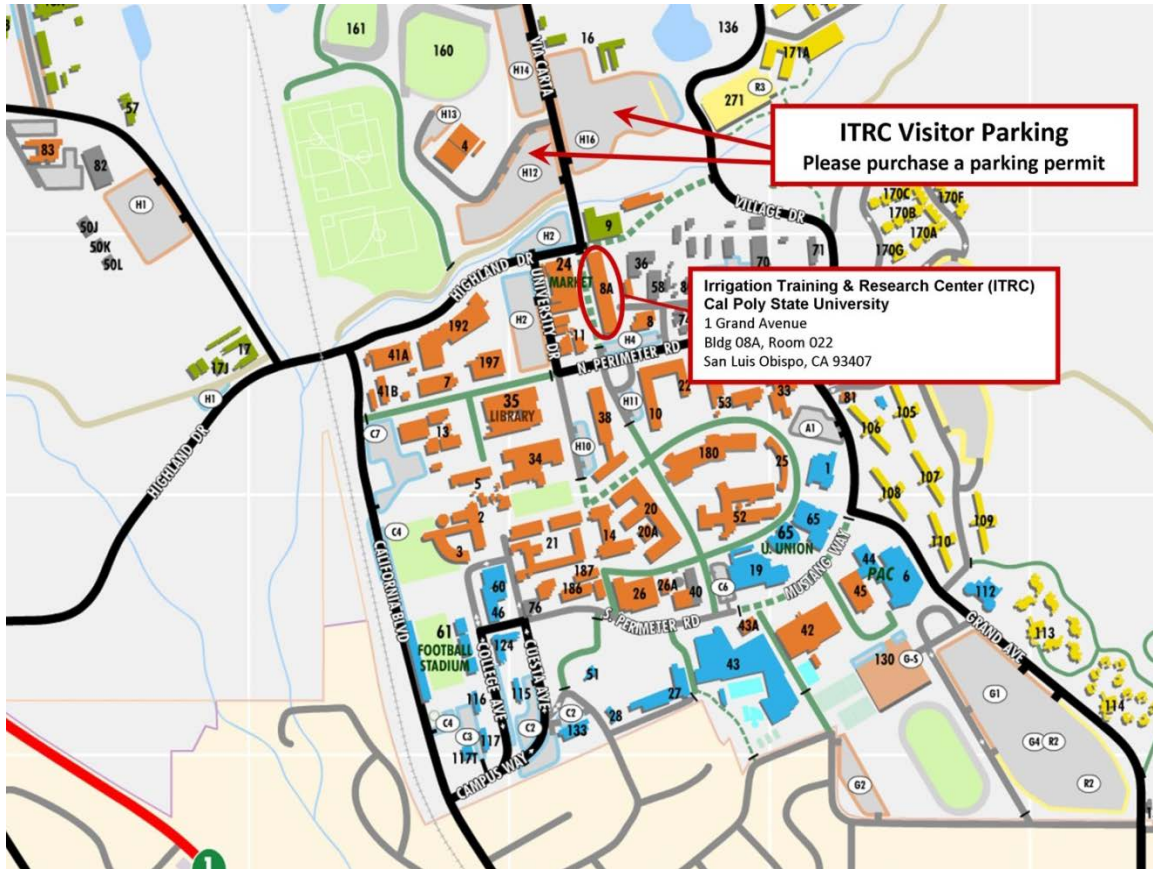 161
160
H14
VIA CARTA
16
136
171A
R3
271
57
H13
4
H16
H12
ITRC Visitor Parking
Please purchase a parking permit
83
82
H1
50J
50K
50L
170C
170F
170B
170A
170G
VILLAGE DR
9
H2
71
70
36
58
24
MARKET
8A
HIGHLAND DR
UNIVERSITY DR
H2
Irrigation Training & Research Center (ITRC)
Cal Poly State University
1 Grand Avenue
Bldg 08A, Room 022
San Luis Obispo, CA 93407
192
11
8
H4
N. PERIMETER RD
17
17J
H1
41A
41B
7
197
22
53
33
81
H11
10
105
106
35
LIBRARY
38
A1
C7
13
H10
180
25
1
34
107
108
5
HIGHLAND DR
2
20
20A
52
65
65
U. UNION
109
110
C4
3
21
14
MUSTANG WAY
44
PAC
6
CALIFORNIA BLVD
60
187
186
19
26
26A
40
C6
45
112
46
76
S. PERIMETER RD
43A
42
GRAND AVE
113
61
FOOTBALL
STADIUM
124
COLLEGE AVE
CUESTA AVE
43
130
G-S
51
116
115
27
G1
114
C4
C3
C2
C2
28
133
117
117T
G4
R2
CAMPUS WAY
G2
R2
1